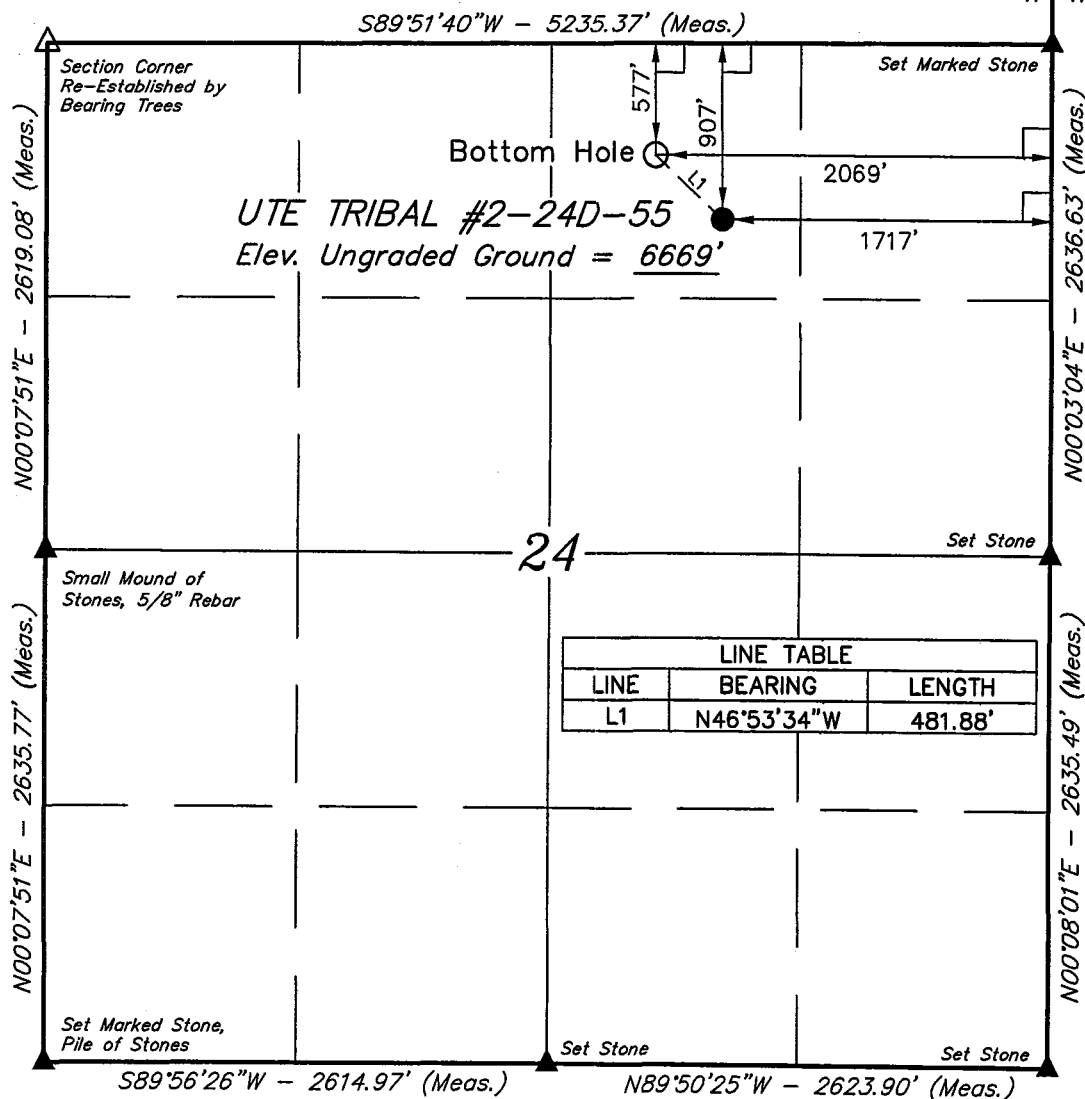 S89°51'40"W - 5235.37' (Meas.)
Section Corner
Re-Established by
Bearing Trees
Set Marked Stone
577'
907'
Bottom Hole
2069'
L1
UTE TRIBAL #2-24D-55
1717'
Elev. Ungraded Ground = 6669'
N00°07'51"E - 2619.08' (Meas.)
N00°03'04"E - 2636.63' (Meas.)
24
Set Stone
Small Mound of
Stones, 5/8" Rebar
LINE TABLE
LINE BEARING LENGTH
L1 N46°53'34"W 481.88'
N00°07'51"E - 2635.77' (Meas.)
N00°08'01"E - 2635.49' (Meas.)
Set Marked Stone,
Pile of Stones
Set Stone
Set Stone
S89°56'26"W - 2614.97' (Meas.)
N89°50'25"W - 2623.90' (Meas.)